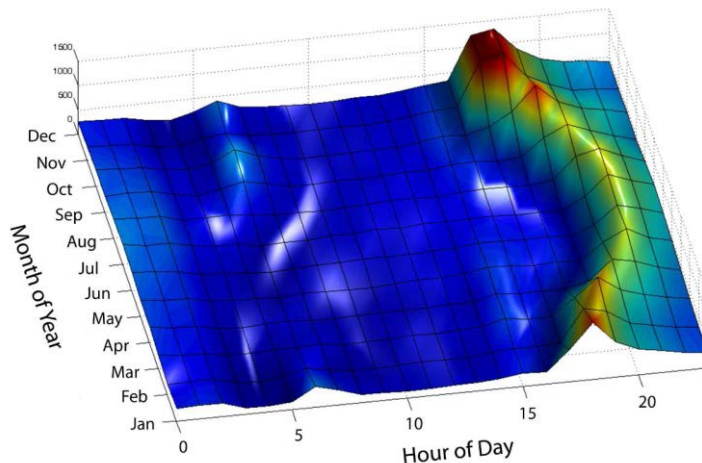 1500
1000
500
0
Dec
Nov
Oct
Sep
Aug
Jul
Jun
May
Apr
Mar
Feb
Jan
Month of Year
0
5
10
15
20
Hour of Day